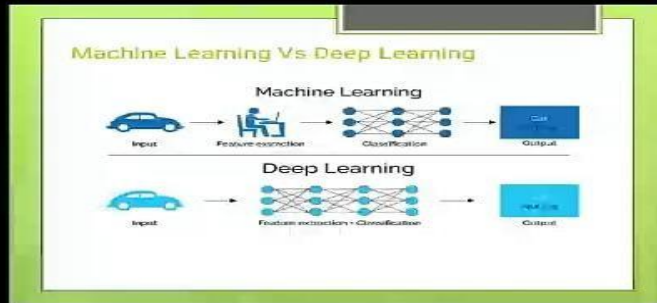 Machine Learning Vs Deep Learning
Machine Learning
Input
Feature extraction
Classification
Output
Deep Learning
Input
Feature extraction + Classification
Output